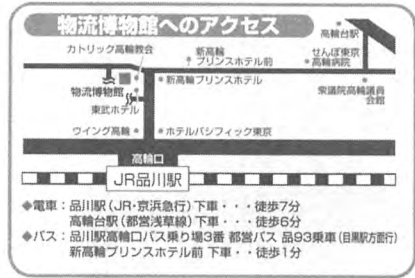 物流博物館へのアクセス
高輪台駅
カトリック高輪教会
新高輪
プリンスホテル前
せんぽ東京
高輪病院
物流博物館
新高輪プリンスホテル
衆議院高輪議員
会館
東武ホテル
ウイング高輪
ホテルパシフィック東京
高輪口
JR品川駅
◆電車：品川駅（JR・京浜急行）下車・・・徒歩7分
高輪台駅（都営浅草線）下車・・・徒歩6分
◆バス：品川駅高輪口バス乗り場3番 都営バス 品93乗車（目黒駅方面行）
新高輪プリンスホテル前 下車・・・徒歩1分